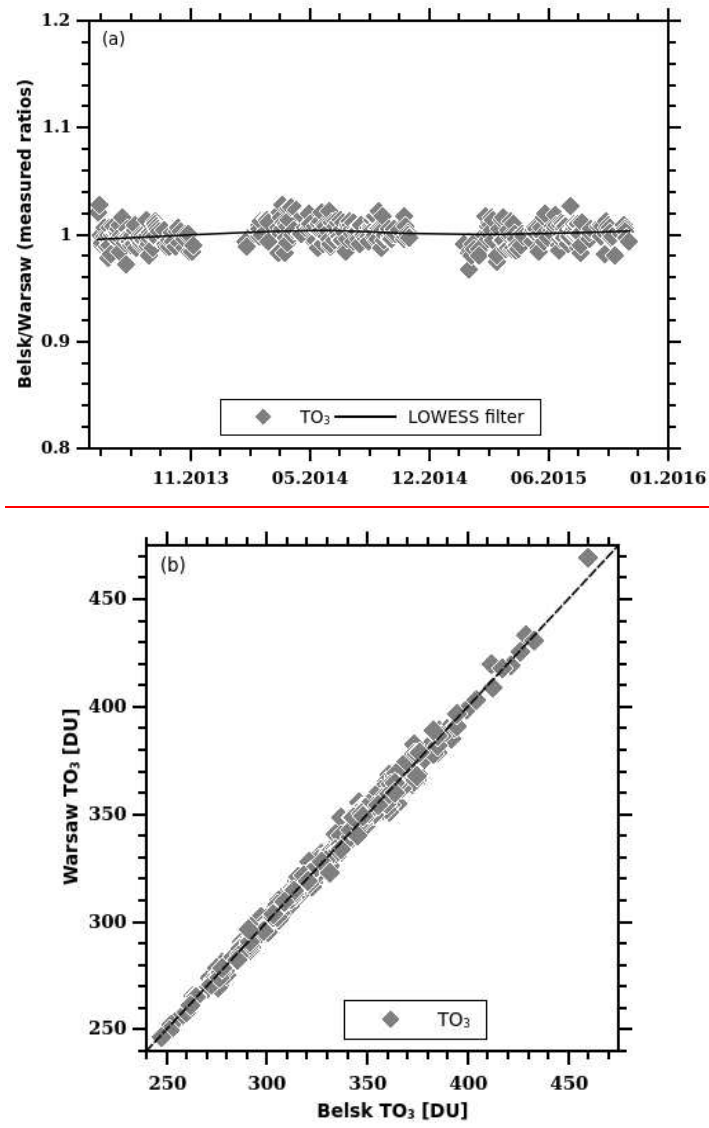 1.2
(a)
1.1
1
0.9
0.8
Belsk/Warsaw (measured ratios)
TO₃ LOWESS filter
11.2013 05.2014 12.2014 06.2015 01.2016
(b)
450
400
350
300
250
Warsaw TO₃ [DU]
TO₃
250 300 350 400 450
Belsk TO₃ [DU]